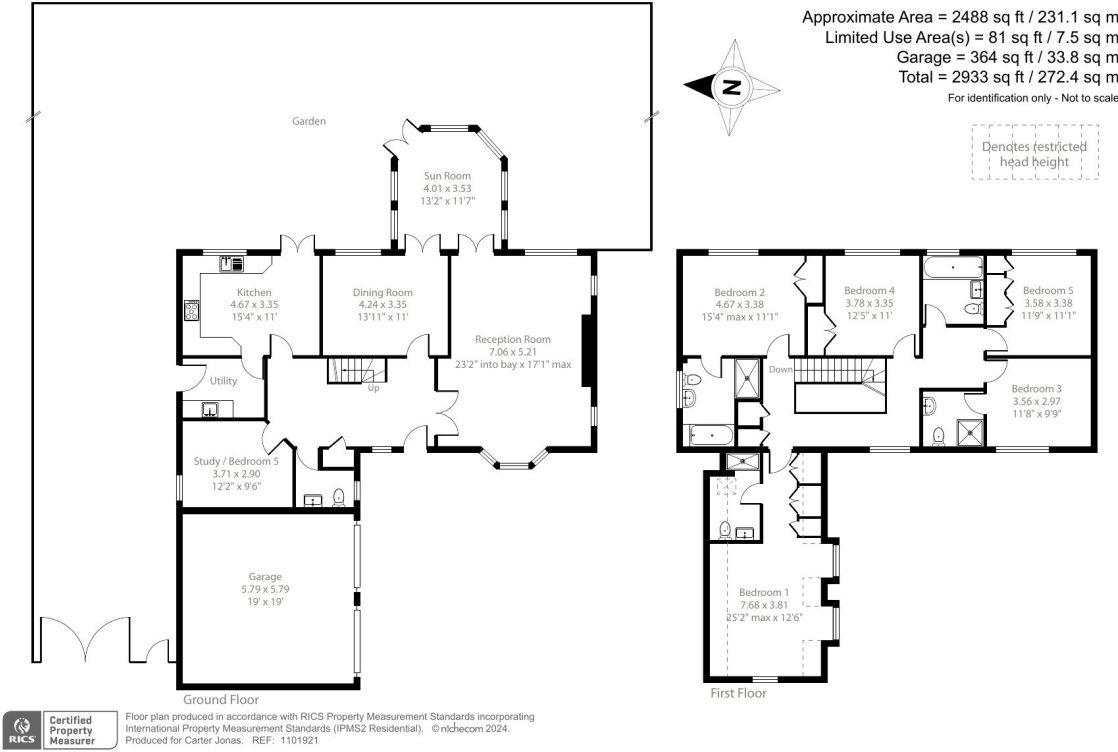 Approximate Area = 2488 sq ft / 231.1 sq m
Limited Use Area(s) = 81 sq ft / 7.5 sq m
Garage = 364 sq ft / 33.8 sq m
Total = 2933 sq ft / 272.4 sq m
For identification only - Not to scale
N
Denotes restricted
head height
Garden
Sun Room
4.01 x 3.53
13'2" x 11'7"
Kitchen
4.67 x 3.35
15'4" x 11'
Dining Room
4.24 x 3.35
13'11" x 11'
Reception Room
7.06 x 5.21
23'2" into bay x 17'1" max
Utility
Up
Study / Bedroom 5
3.71 x 2.90
12'2" x 9'6"
Garage
5.79 x 5.79
19' x 19'
Ground Floor
Bedroom 2
4.67 x 3.38
15'4" max x 11'1"
Bedroom 4
3.78 x 3.35
12'5" x 11'
Bedroom 5
3.58 x 3.38
11'9" x 11'1"
Down
Bedroom 3
3.56 x 2.97
11'8" x 9'9"
Bedroom 1
7.68 x 3.81
25'2" max x 12'6"
First Floor
RICS
Certified
Property
Measurer
Floor plan produced in accordance with RICS Property Measurement Standards incorporating
International Property Measurement Standards (IPMS2 Residential). © nichecom 2024.
Produced for Carter Jonas. REF: 1101921